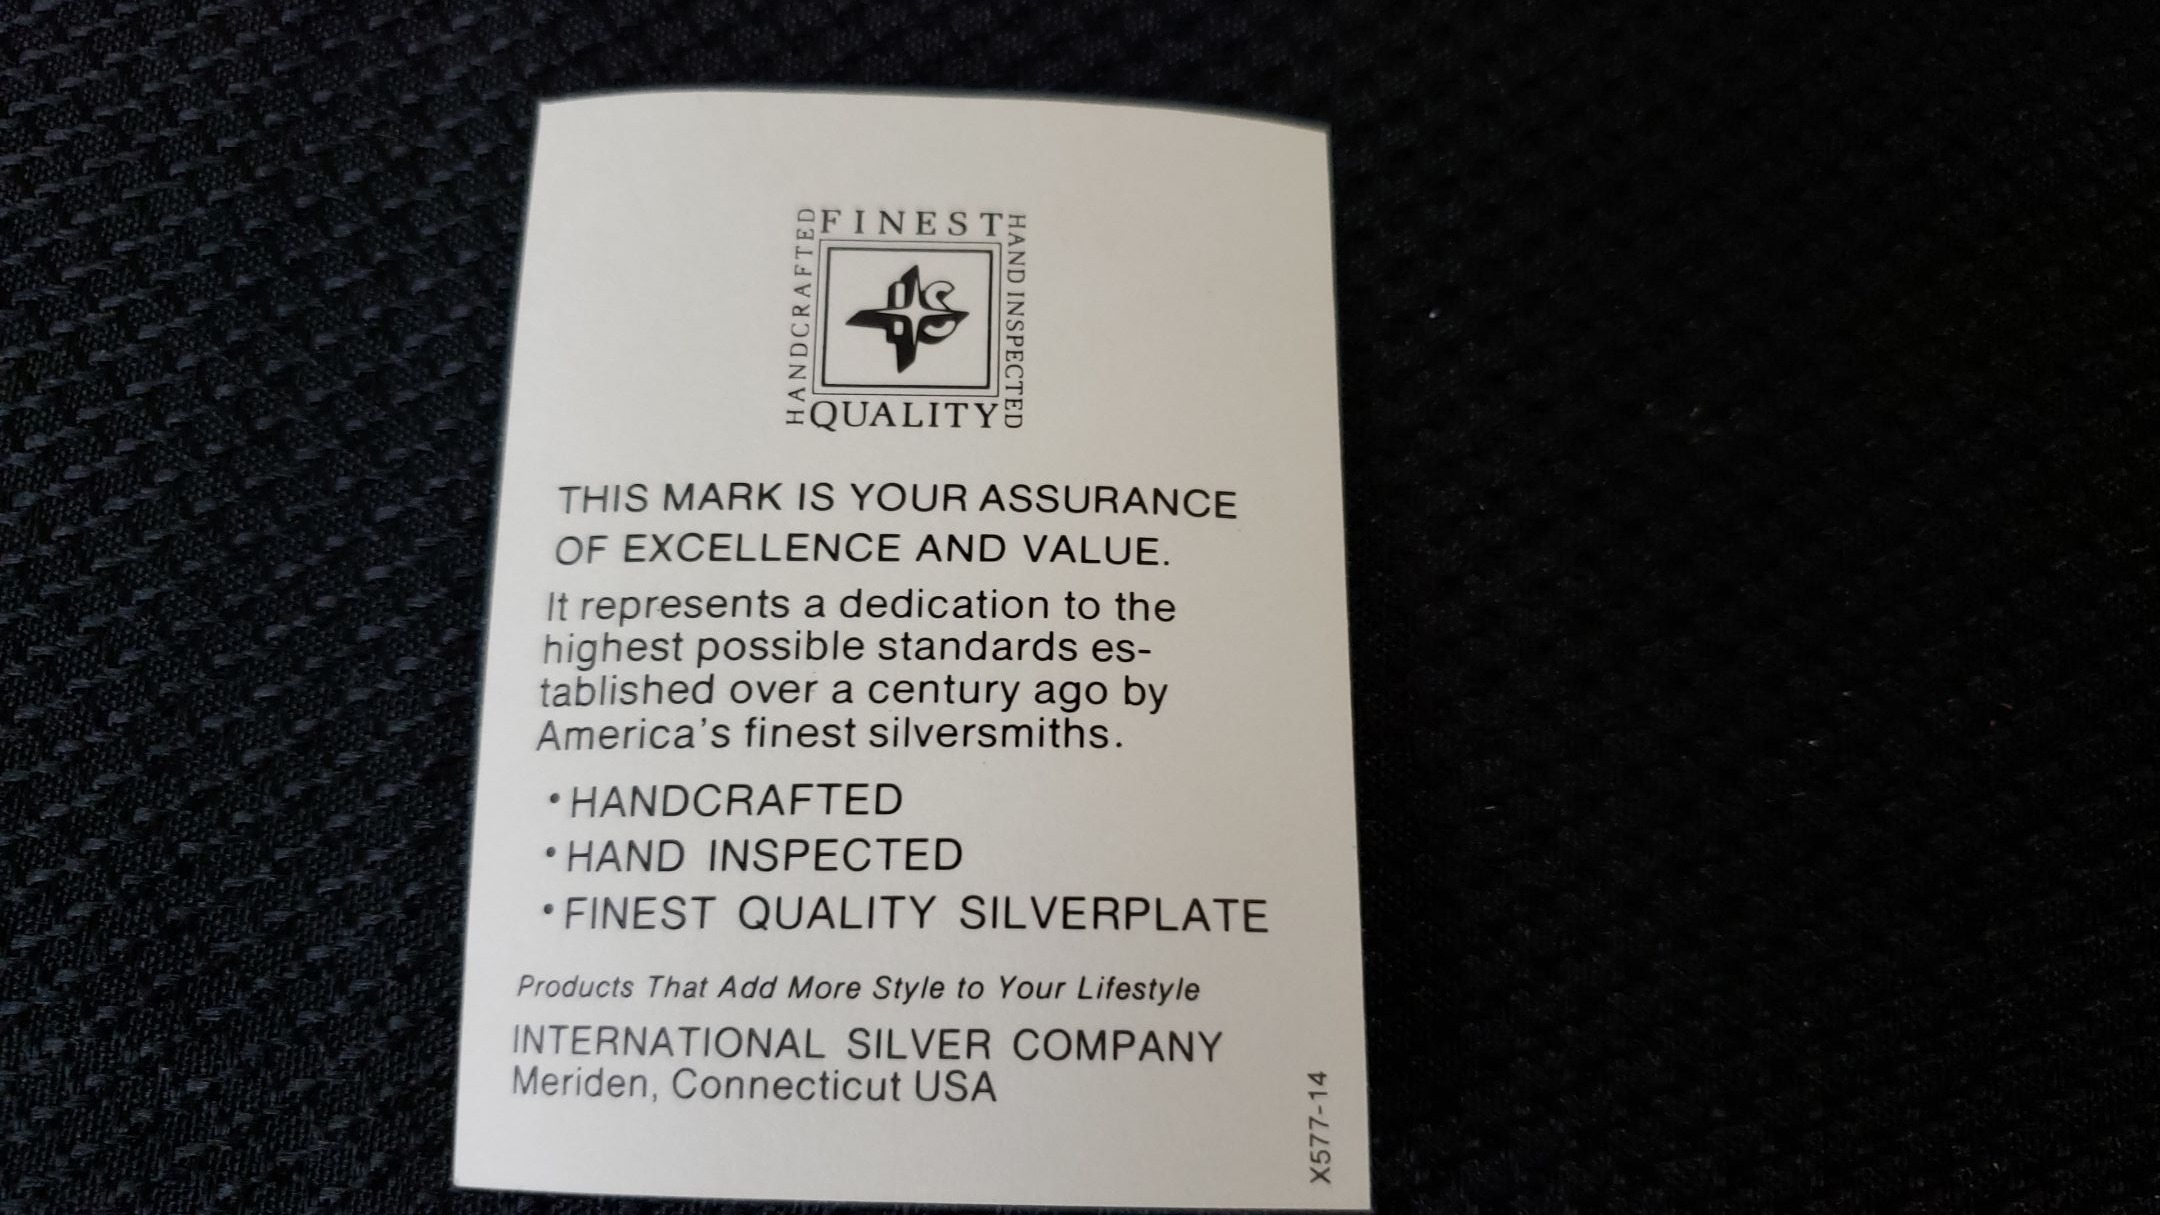 FINEST
HANDCRAFTED
HAND INSPECTED
QUALITY
THIS MARK IS YOUR ASSURANCE
OF EXCELLENCE AND VALUE.
It represents a dedication to the
highest possible standards es-
tablished over a century ago by
America's finest silversmiths.
•HANDCRAFTED
•HAND INSPECTED
•FINEST QUALITY SILVERPLATE
Products That Add More Style to Your Lifestyle
INTERNATIONAL SILVER COMPANY
Meriden, Connecticut USA
X577-14